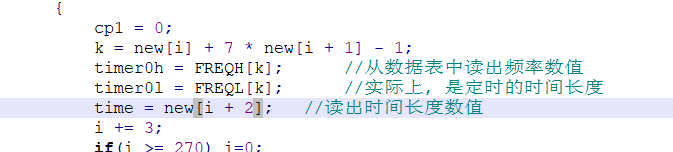 {
cp1 = 0;
k = new[i] + 7 * new[i + 1] - 1;
timer0h = FREQH[k]; //从数据表中读出频率数值
timer0l = FREQL[k]; //实际上，是定时的时间长度
time = new[i + 2]; //读出时间长度数值
i += 3;
if(i >= 270) i=0;